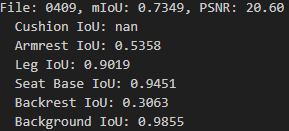 File: 0409, mIoU: 0.7349, PSNR: 20.60
Cushion IoU: nan
Armrest IoU: 0.5358
Leg IoU: 0.9019
Seat Base IoU: 0.9451
Backrest IoU: 0.3063
Background IoU: 0.9855